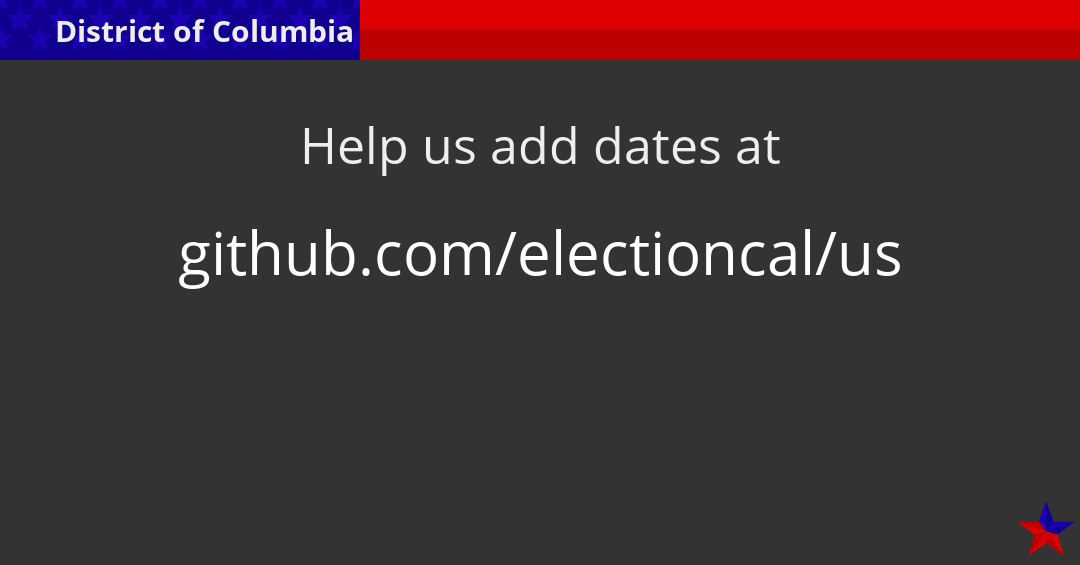 District of Columbia
Help us add dates at
github.com/electioncal/us